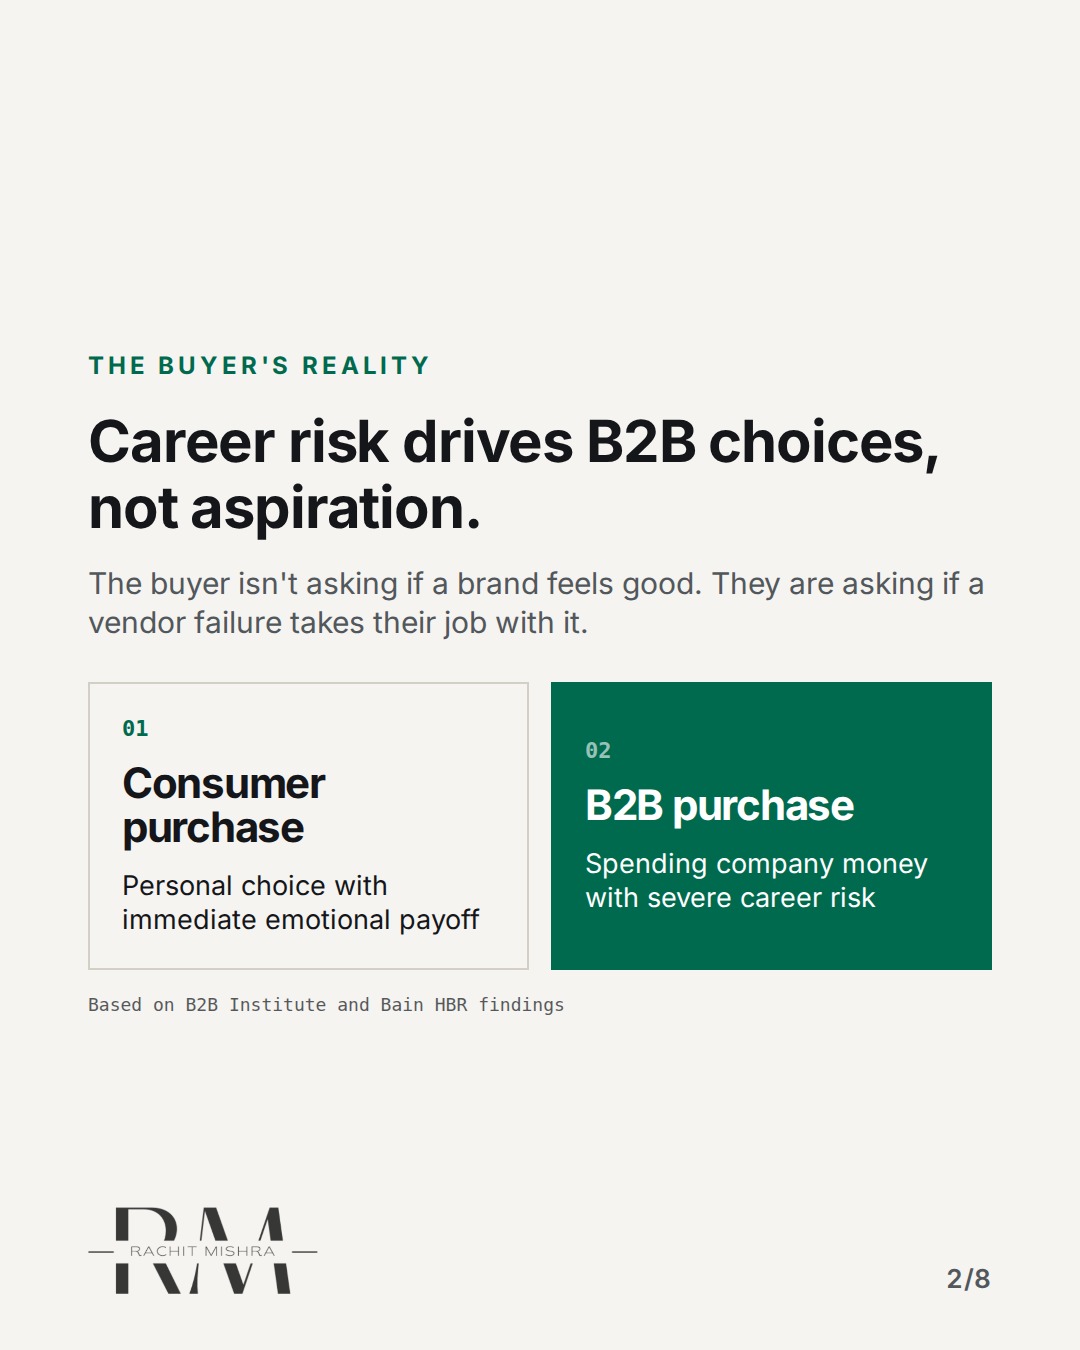 THE BUYER'S REALITY
Career risk drives B2B choices,
not aspiration.
The buyer isn't asking if a brand feels good. They are asking if a
vendor failure takes their job with it.
01
Consumer
purchase
Personal choice with
immediate emotional payoff
02
B2B purchase
Spending company money
with severe career risk
Based on B2B Institute and Bain HBR findings
RM
RACHIT MISHRA
2/8